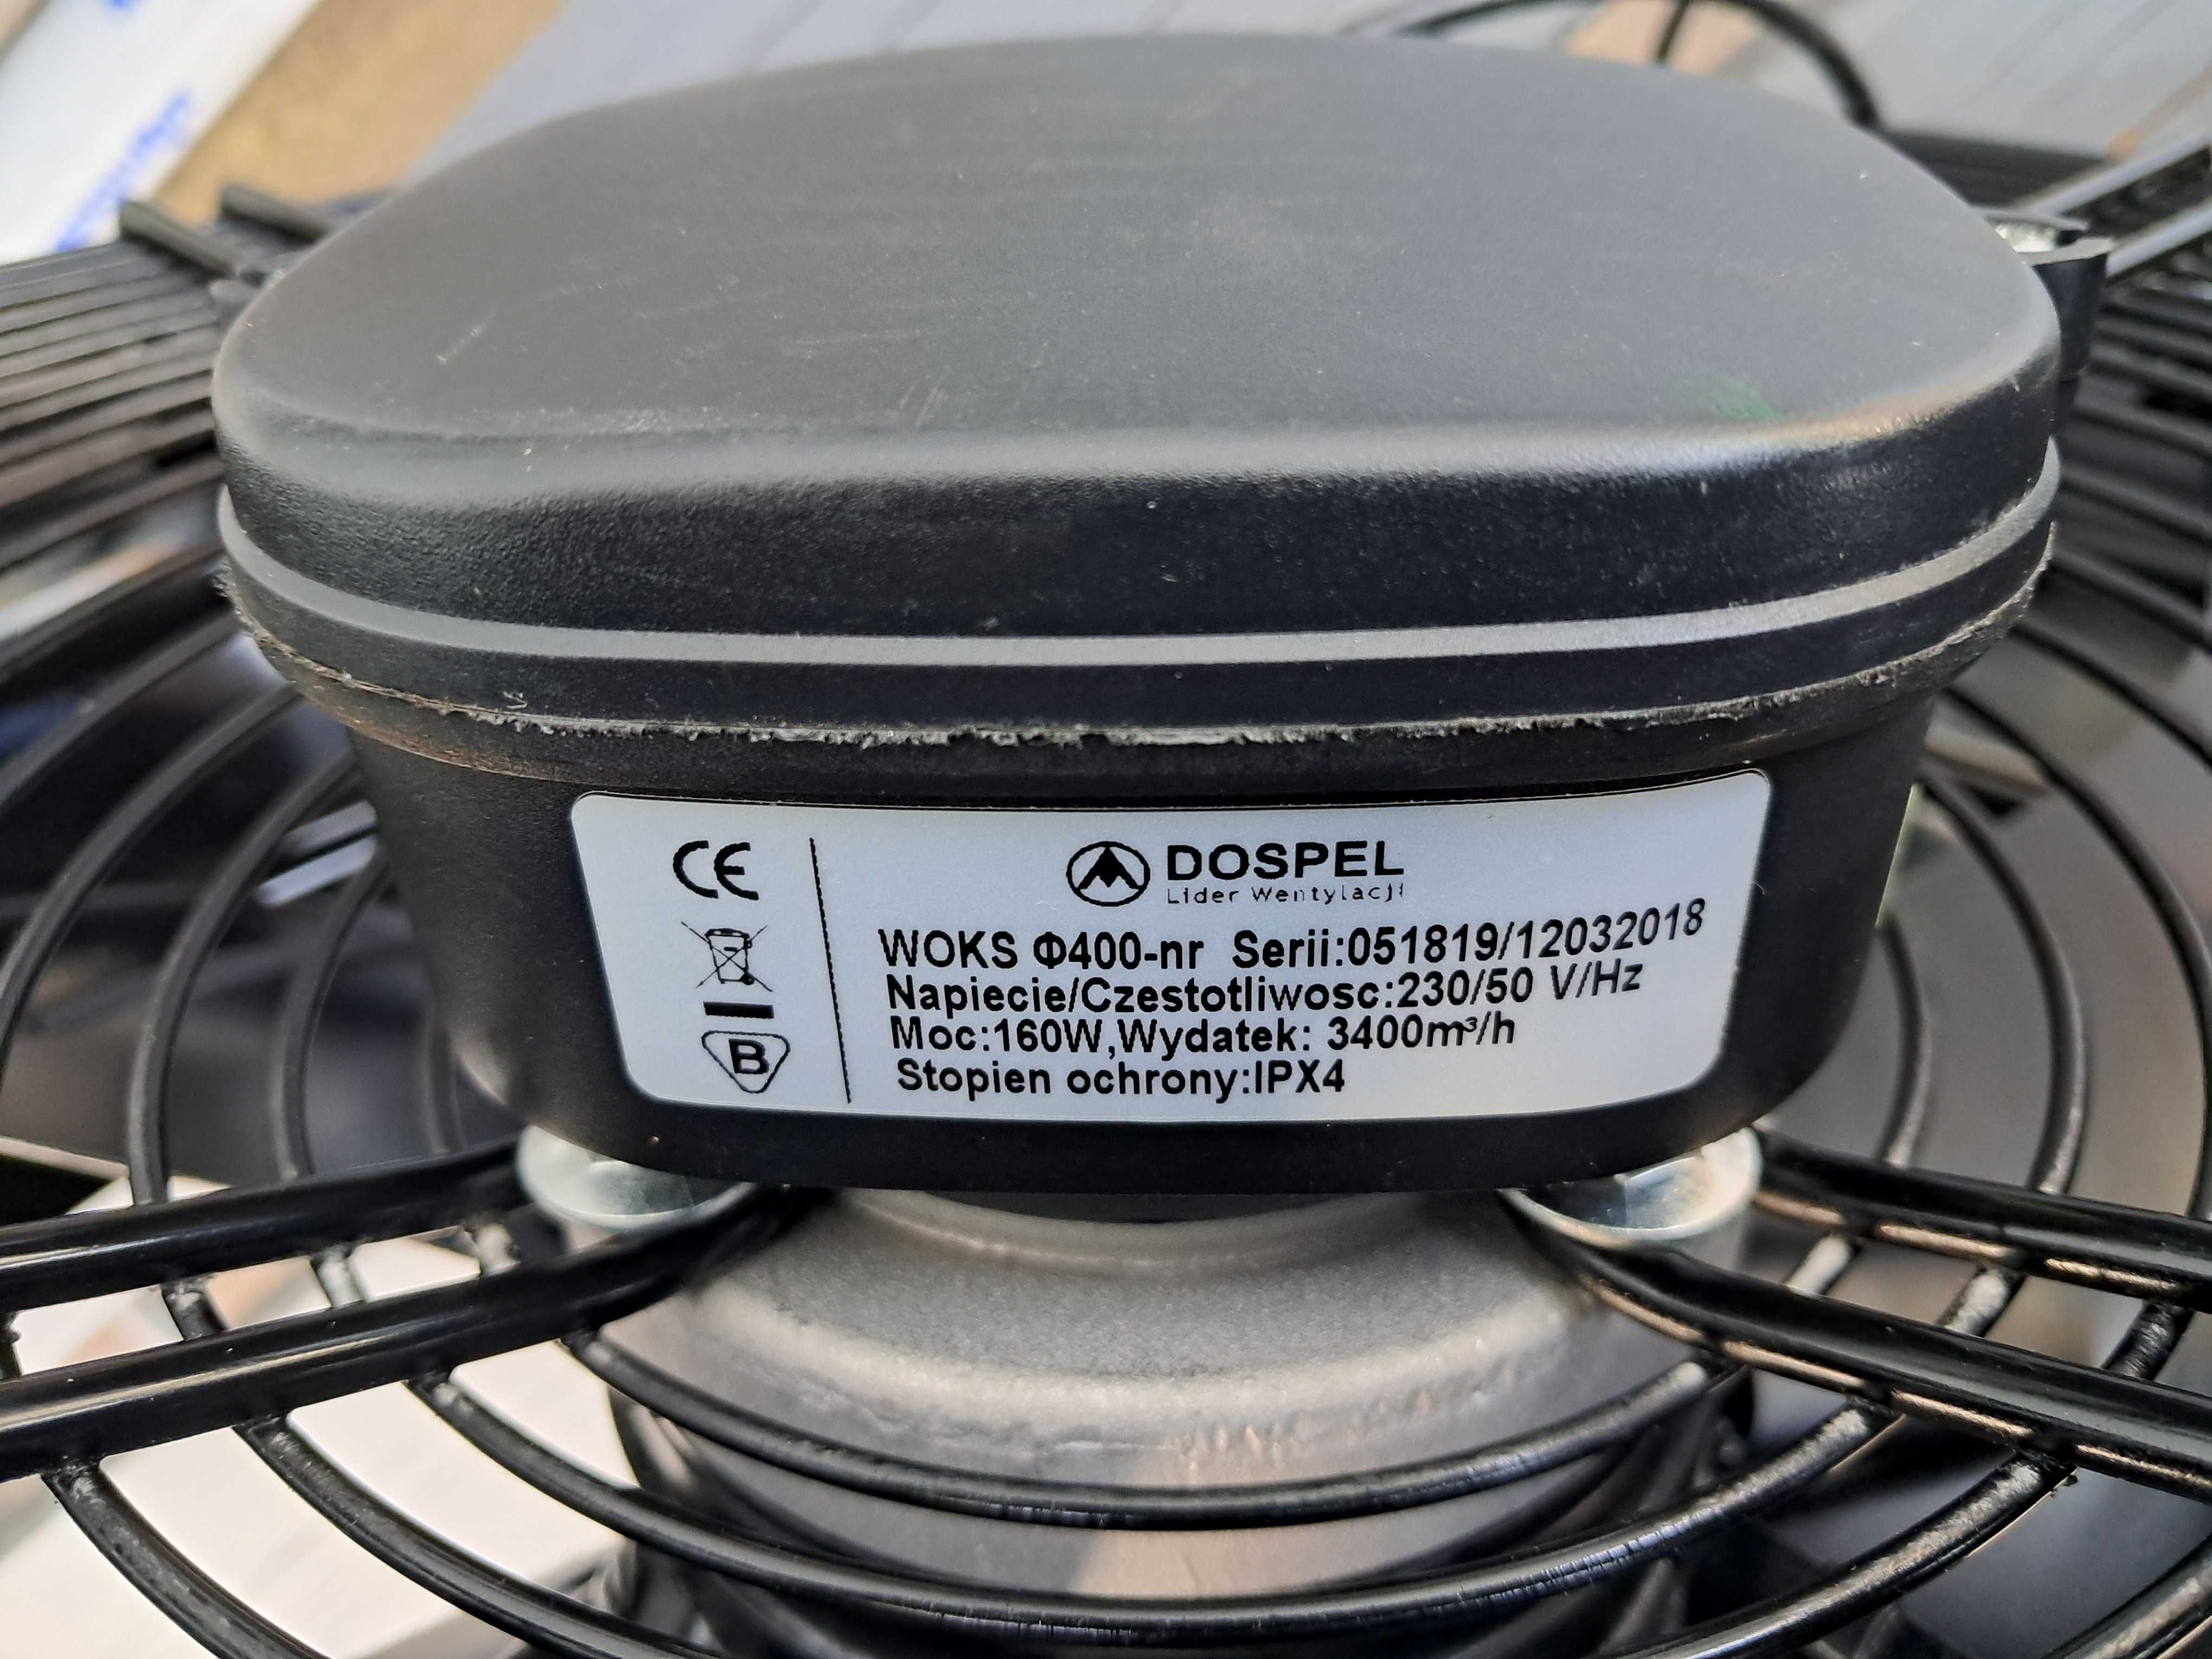 CE
DOSPEL
Lider Wentylacji
WOKS Φ400-nr Serii:051819/12032018
Napiecie/Czestotliwosc:230/50 V/Hz
Moc:160W,Wydatek: 3400m³/h
Stopien ochrony:IPX4
B